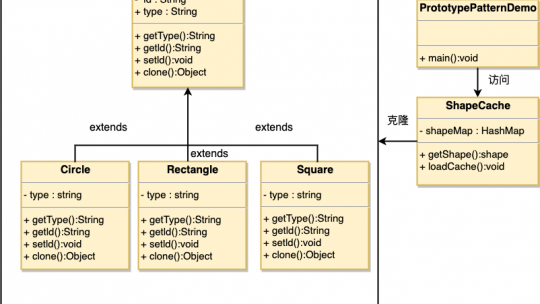 - id : String
+ type : String
+ getType():String
+ getId():String
+ setId():void
+ clone():Object
extends
extends
extends
Circle
- type : string
+ getType():String
+ getId():String
+ setId():void
+ clone():Object
Rectangle
- type : string
+ getType():String
+ getId():String
+ setId():void
+ clone():Object
Square
- type : string
+ getType():String
+ getId():String
+ setId():void
+ clone():Object
PrototypePatternDemo
+ main():void
访问
克隆
ShapeCache
- shapeMap : HashMap
+ getShape():shape
+ loadCache():void